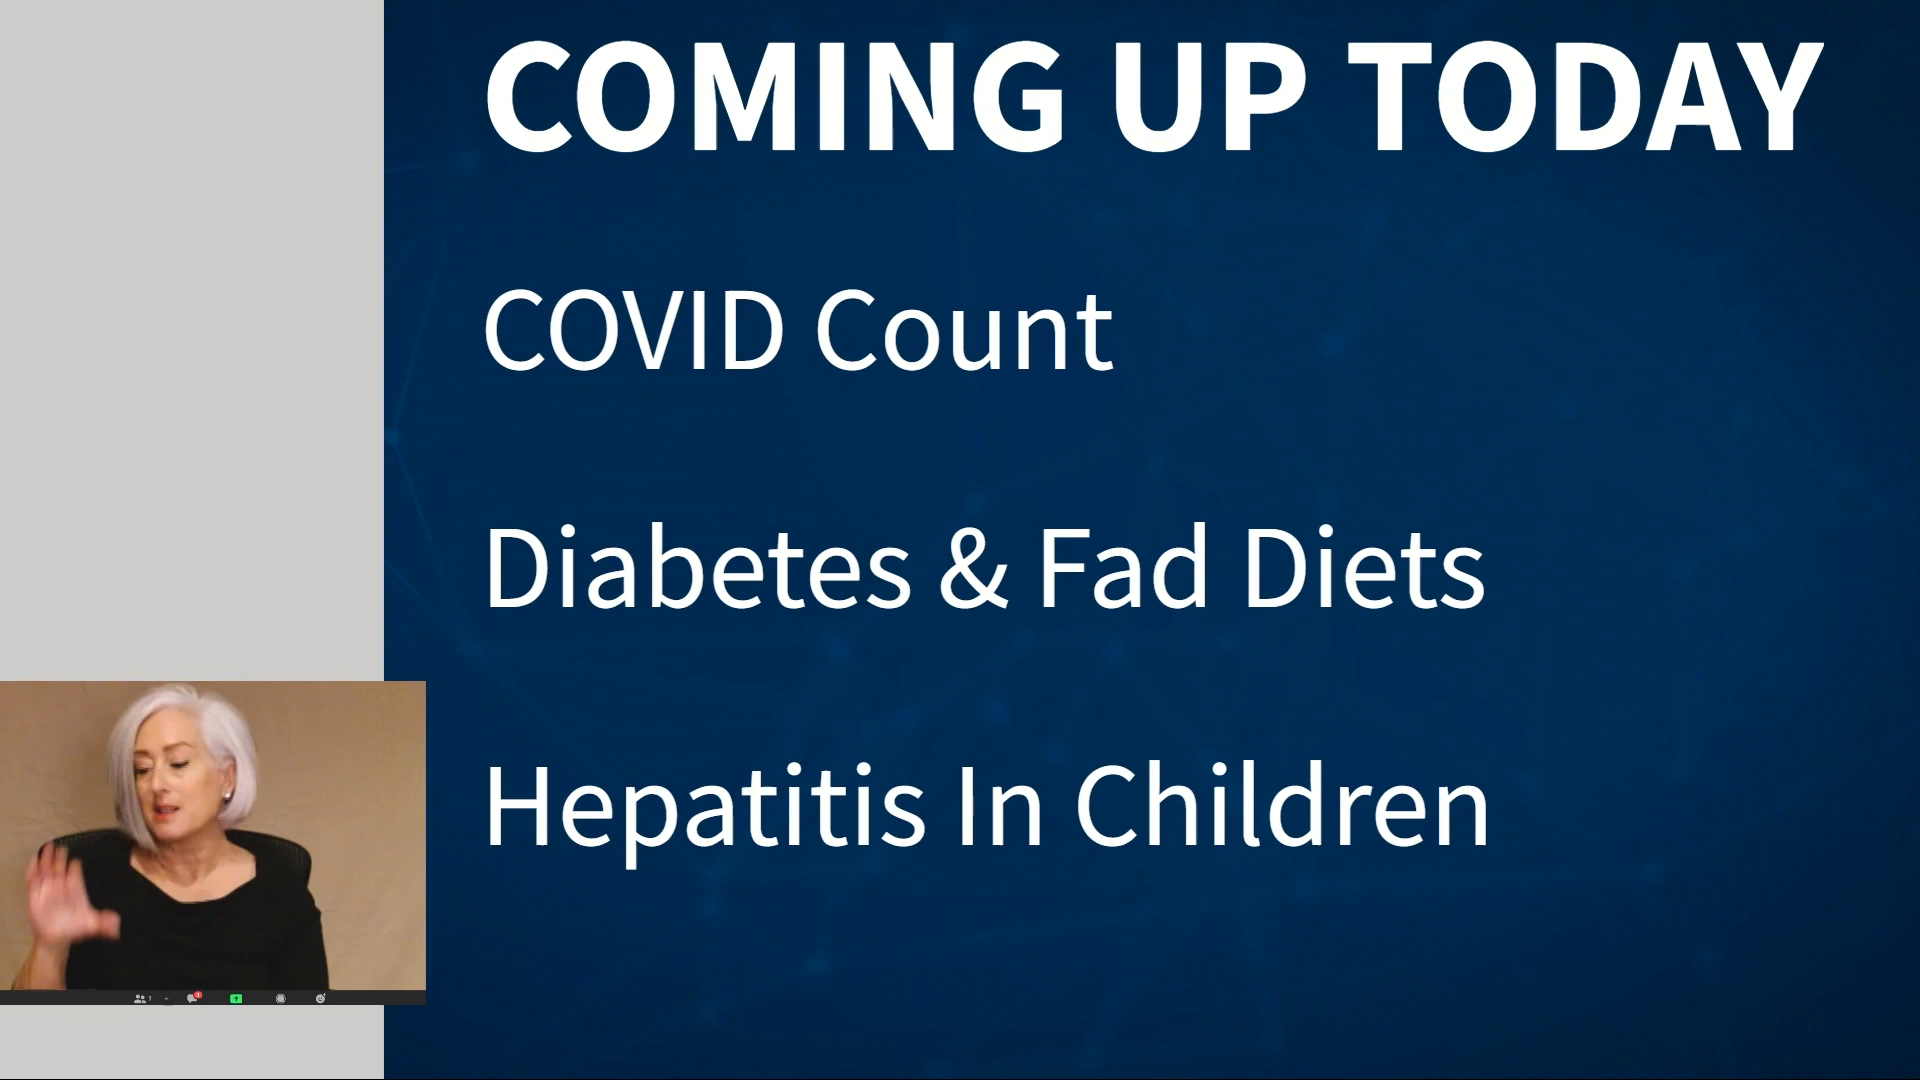 COMING UP TODAY
COVID Count
Diabetes & Fad Diets
Hepatitis In Children